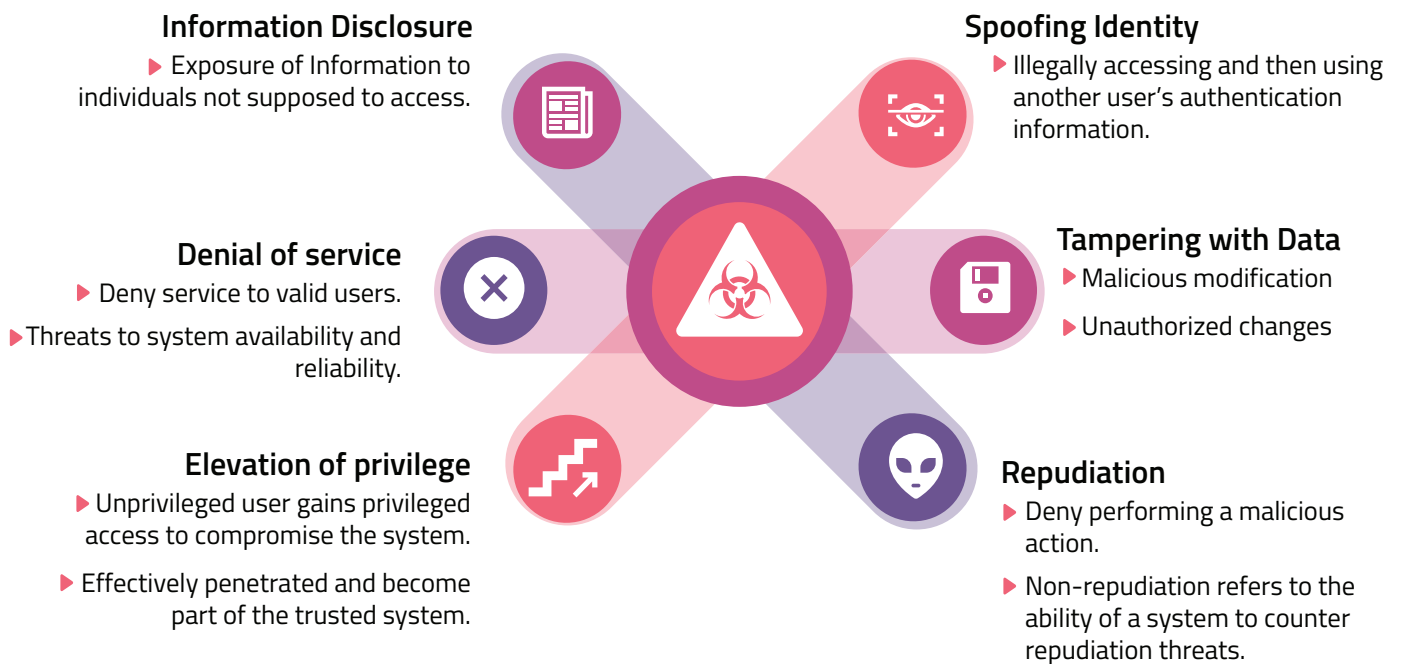 Information Disclosure
Exposure of Information to
individuals not supposed to access.
Spoofing Identity
Illegally accessing and then using
another user’s authentication
information.
Denial of service
Deny service to valid users.
Threats to system availability and
reliability.
Tampering with Data
Malicious modification
Unauthorized changes
Elevation of privilege
Unprivileged user gains privileged
access to compromise the system.
Effectively penetrated and become
part of the trusted system.
Repudiation
Deny performing a malicious
action.
Non-repudiation refers to the
ability of a system to counter
repudiation threats.